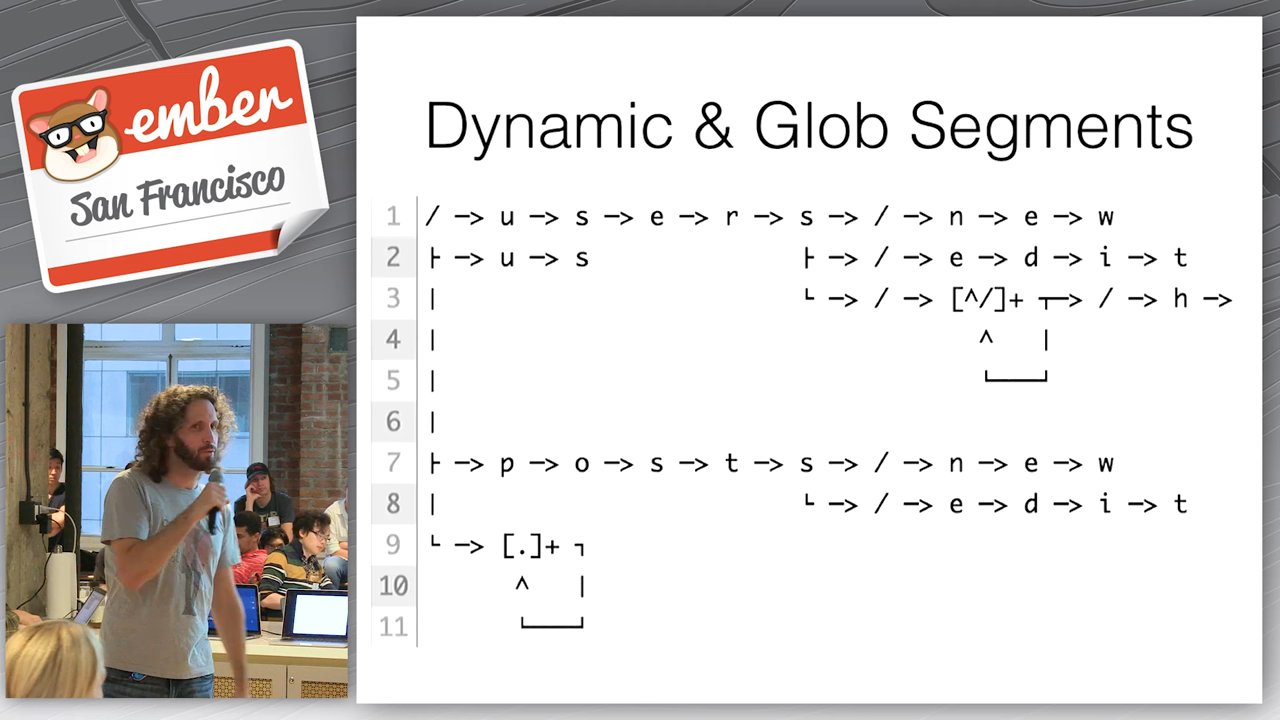 ember
San Francisco
Dynamic & Glob Segments
1 / —> u —> s —> e —> r —> s —> / —> n —> e —> w
2 ├ —> u —> s ├ —> / —> e —> d —> i —> t
3 | └ —> / —> [^/]+ ┬—> / —> h —>
4 | ^ |
5 | └───┘
6 |
7 ├ —> p —> o —> s —> t —> s —> / —> n —> e —> w
8 | └ —> / —> e —> d —> i —> t
9 └ —> [.]+ ┐
10 ^ |
11 └───┘